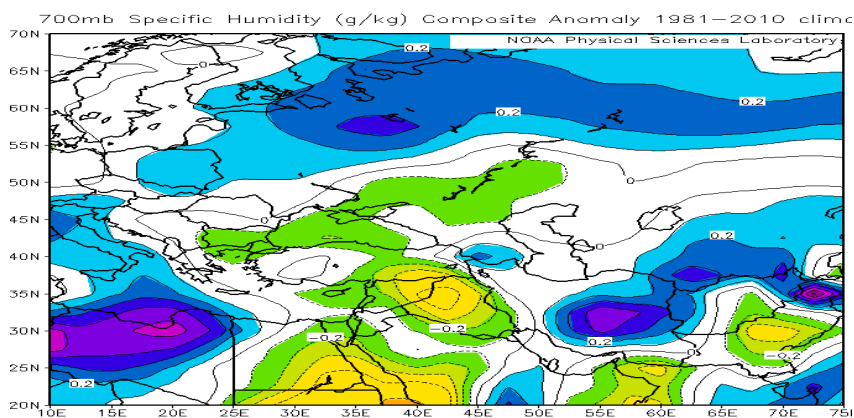 700mb Specific Humidity (g/kg) Composite Anomaly 1981−2010 climo
NOAA Physical Sciences Laboratory
70N
65N
60N
55N
50N
45N
40N
35N
30N
25N
20N
0.2
0
0.2
0.2
0
0
0
0.2
−0.2
−0.2
0
−0.2
0.2
0.2
10E 15E 20E 25E 30E 35E 40E 45E 50E 55E 60E 65E 70E 75E